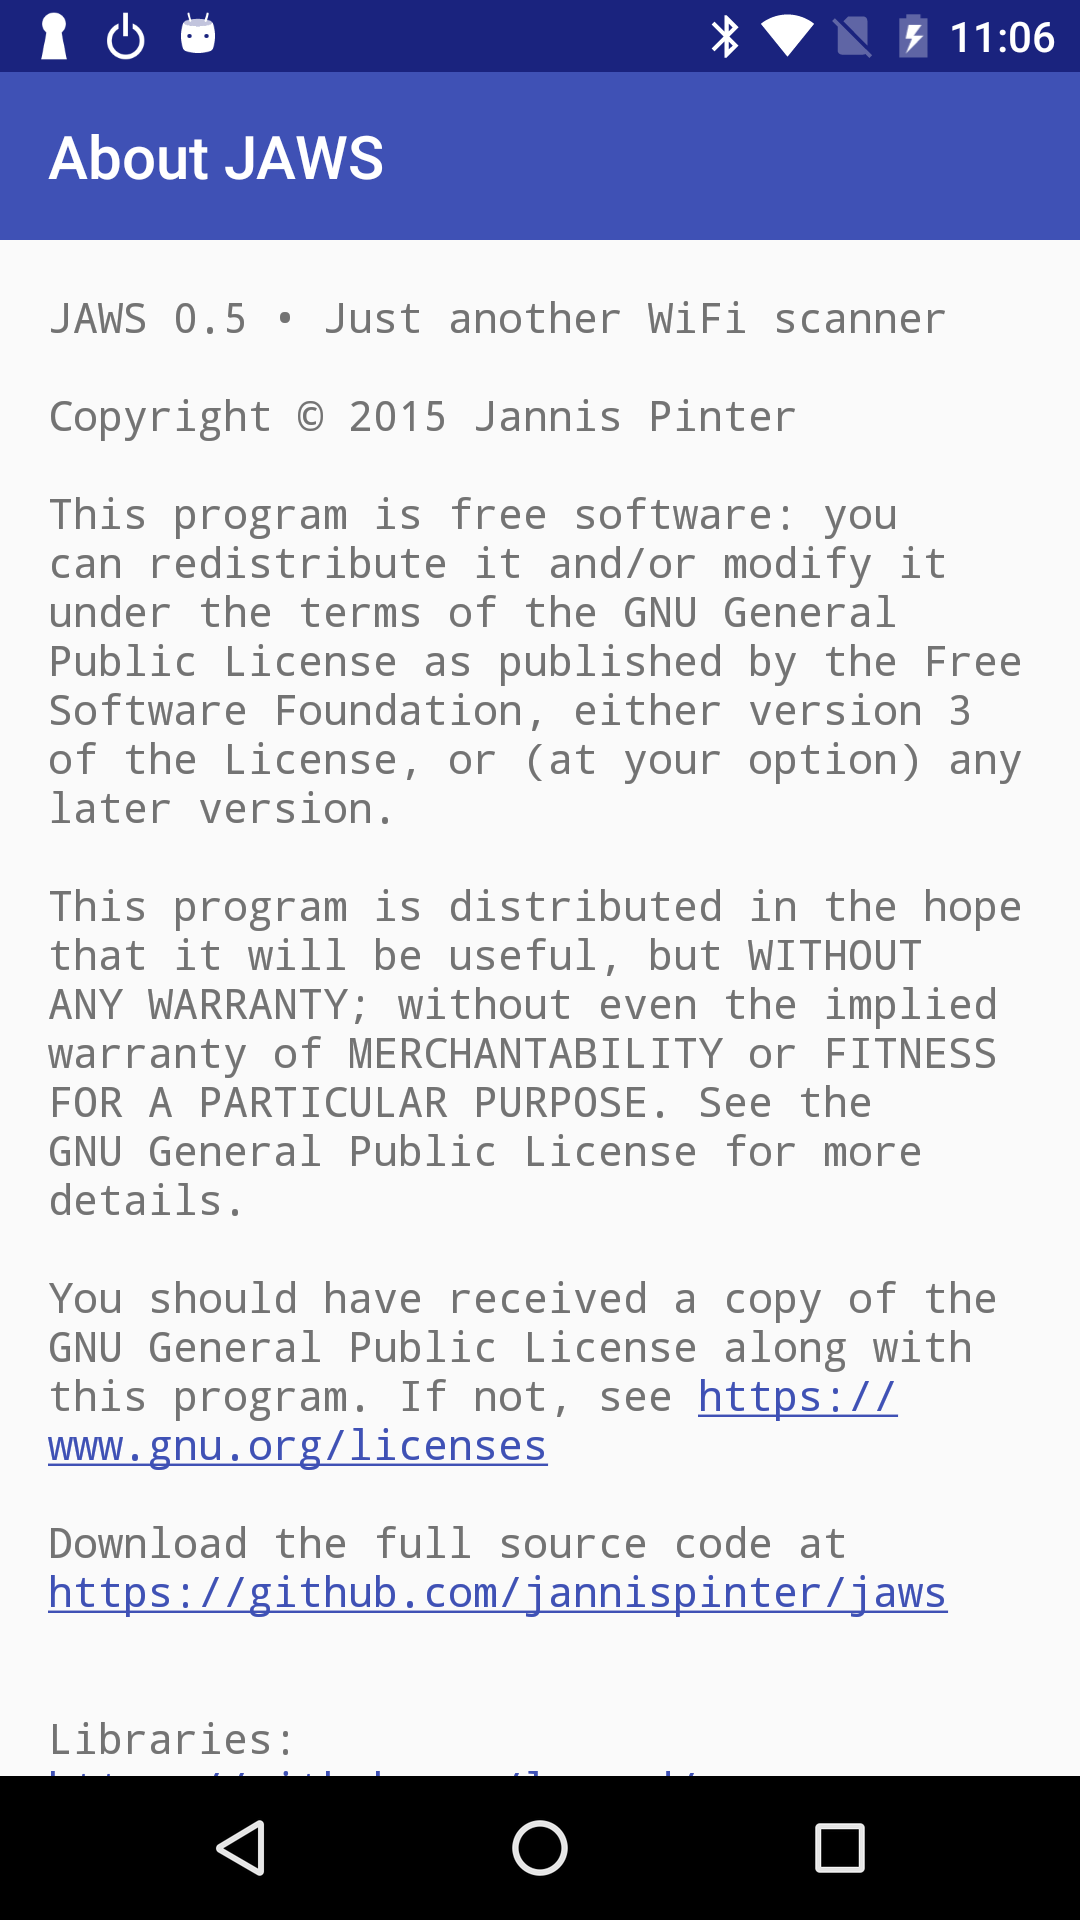 11:06
About JAWS
JAWS 0.5 • Just another WiFi scanner
Copyright © 2015 Jannis Pinter
This program is free software: you
can redistribute it and/or modify it
under the terms of the GNU General
Public License as published by the Free
Software Foundation, either version 3
of the License, or (at your option) any
later version.
This program is distributed in the hope
that it will be useful, but WITHOUT
ANY WARRANTY; without even the implied
warranty of MERCHANTABILITY or FITNESS
FOR A PARTICULAR PURPOSE. See the
GNU General Public License for more
details.
You should have received a copy of the
GNU General Public License along with
this program. If not, see https://
www.gnu.org/licenses
Download the full source code at
https://github.com/jannispinter/jaws
Libraries: